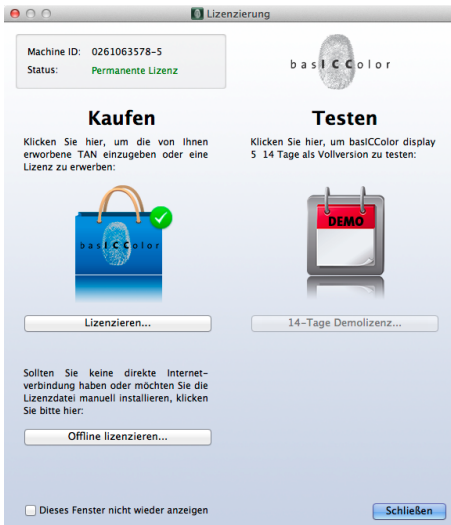 Lizenzierung
Machine ID: 0261063578-5
Status: Permanente Lizenz
basICColor
Kaufen
Klicken Sie hier, um die von Ihnen
erworbene TAN einzugeben oder eine
Lizenz zu erwerben:
Testen
Klicken Sie hier, um basICColor display
5 14 Tage als Vollversion zu testen:
basICColor
DEMO
Lizenzieren...
14-Tage Demolizenz...
Sollten Sie keine direkte Internet-
verbindung haben oder möchten Sie die
Lizenzdatei manuell installieren, klicken
Sie bitte hier:
Offline lizenzieren...
Dieses Fenster nicht wieder anzeigen
Schließen